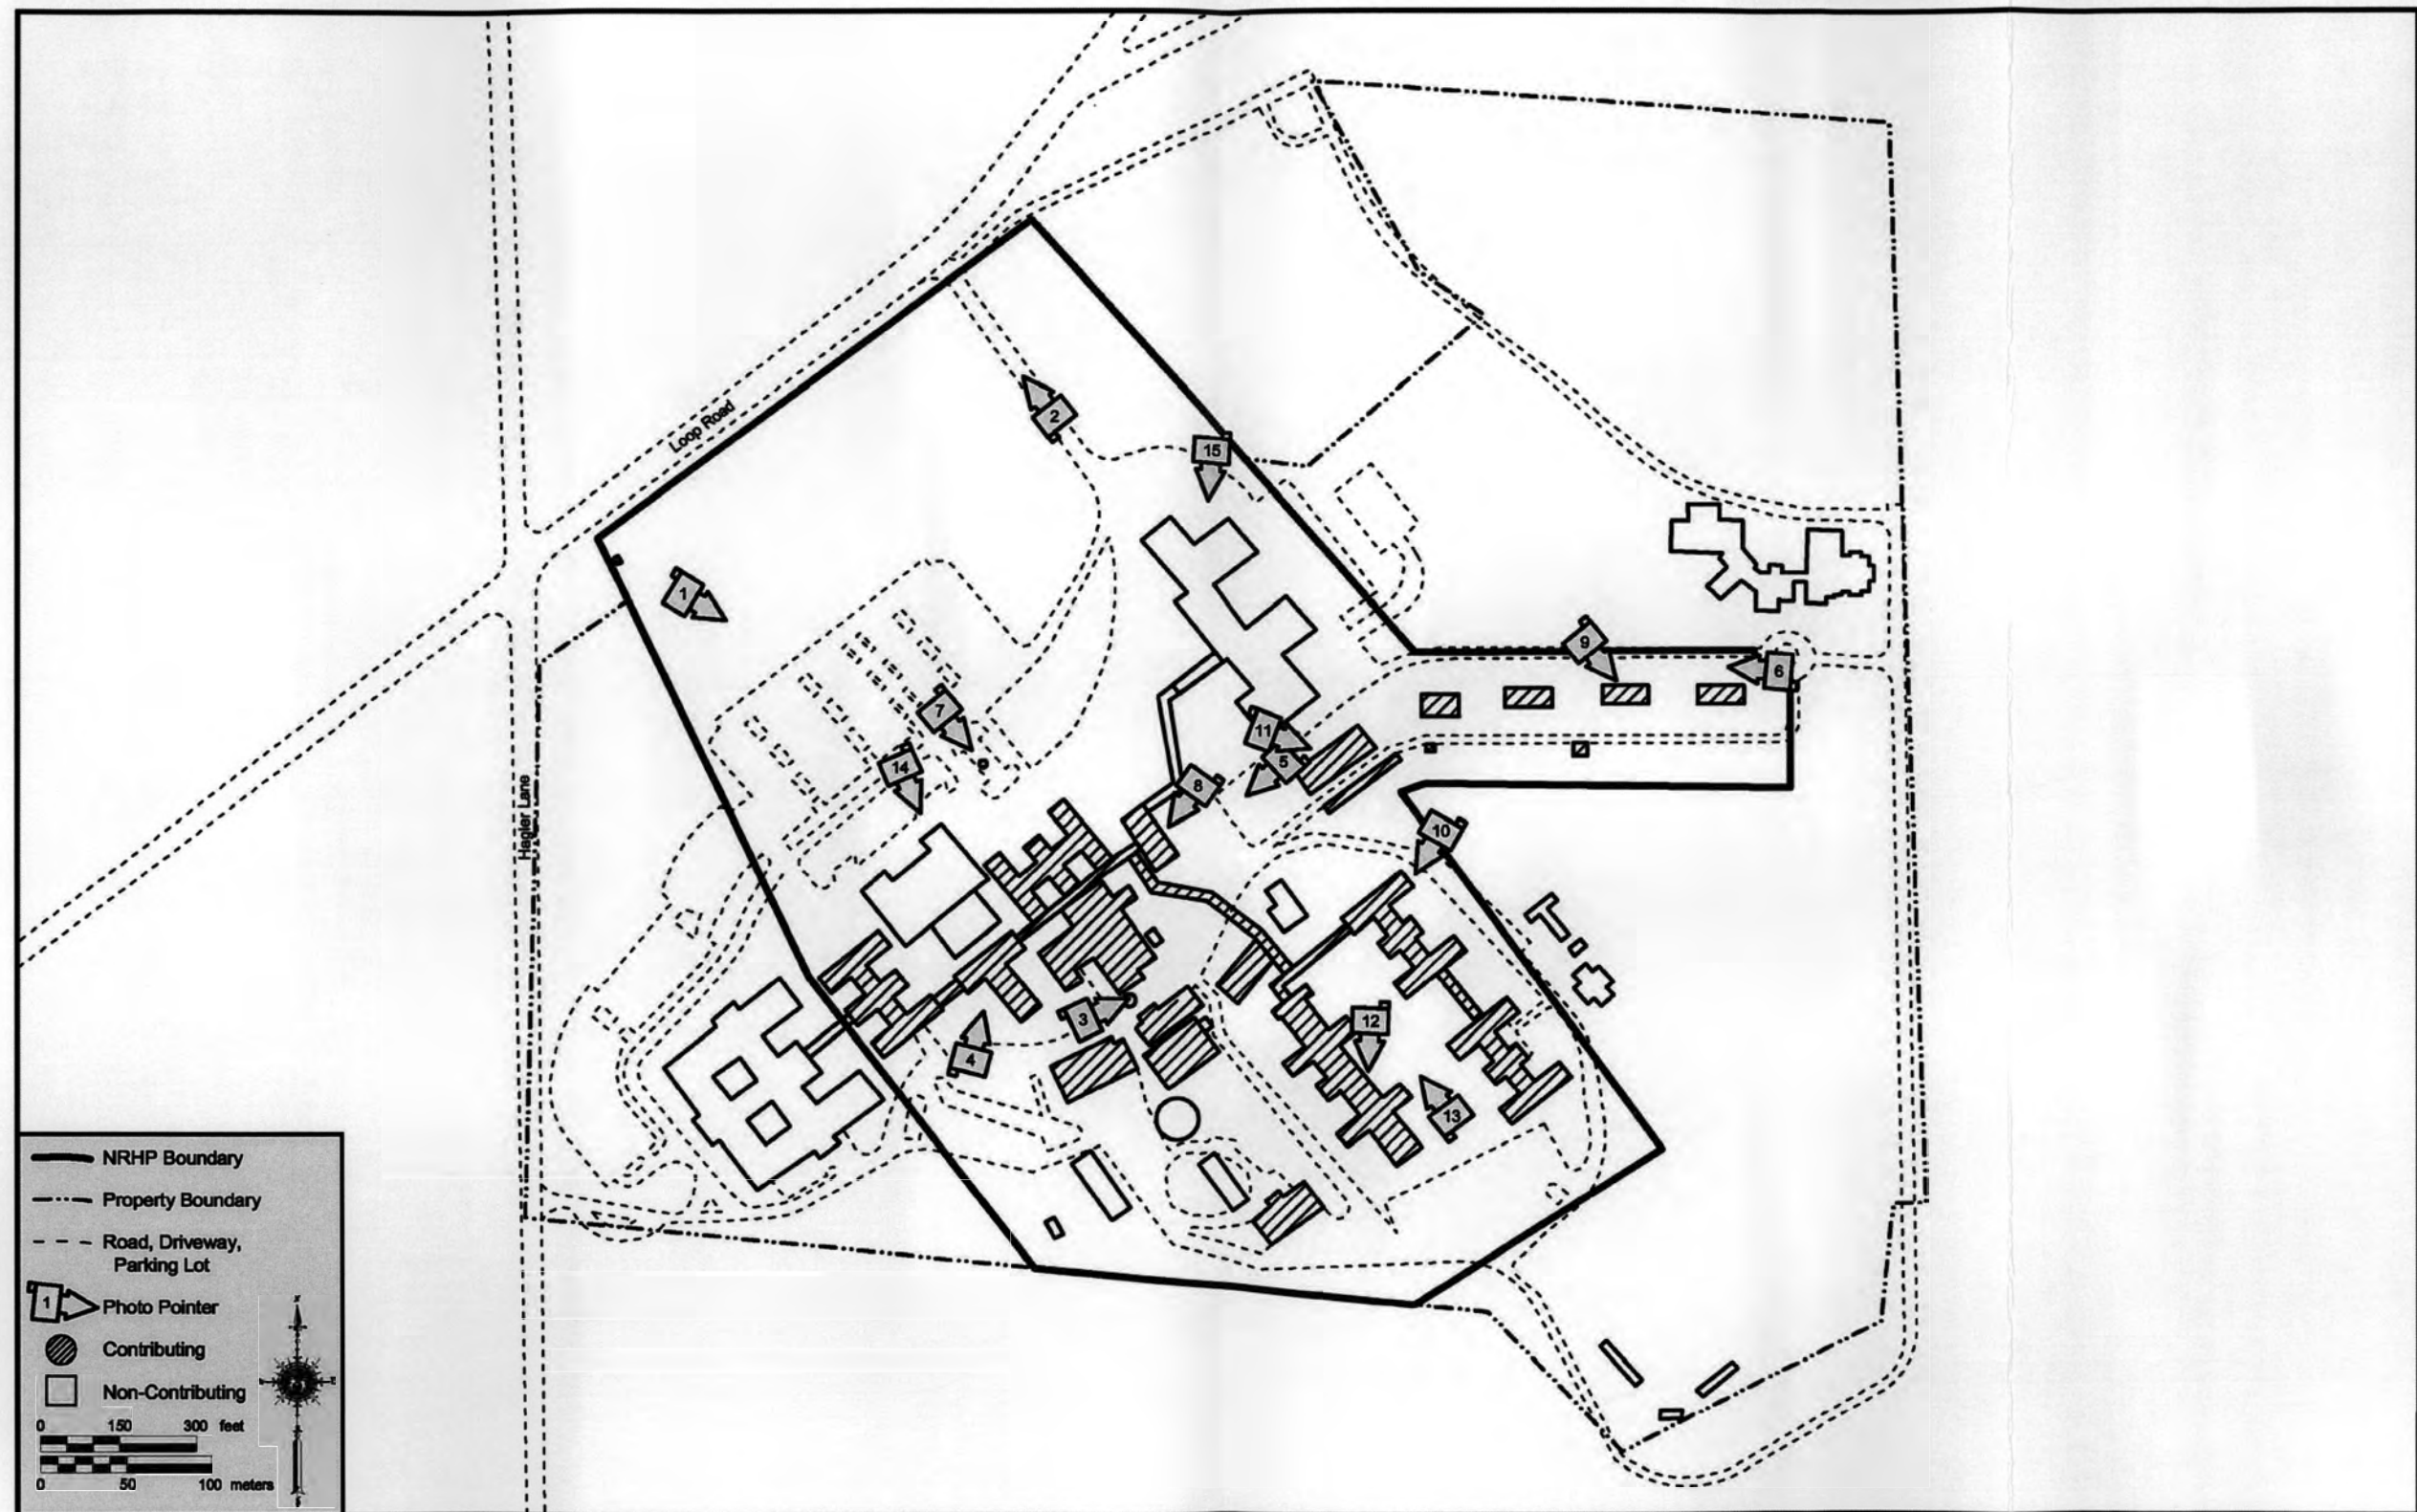 Loop Road
2
15
1
9
6
7
11
5
14
8
Hagler Lane
10
3
12
4
13
NRHP Boundary
Property Boundary
Road, Driveway,
Parking Lot
1 Photo Pointer
Contributing
Non-Contributing
0 150 300 feet
0 50 100 meters